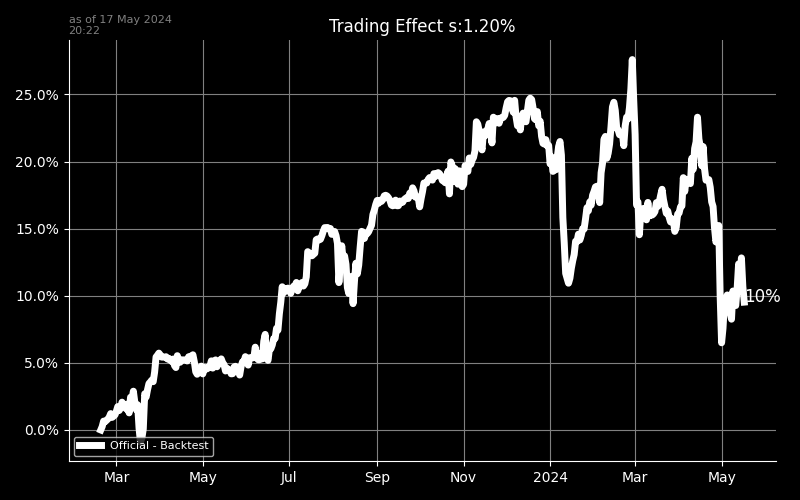 as of 17 May 2024
20:22
Trading Effect s:1.20%
25.0%
20.0%
15.0%
10.0%
5.0%
0.0%
10%
Official - Backtest
Mar May Jul Sep Nov 2024 Mar May